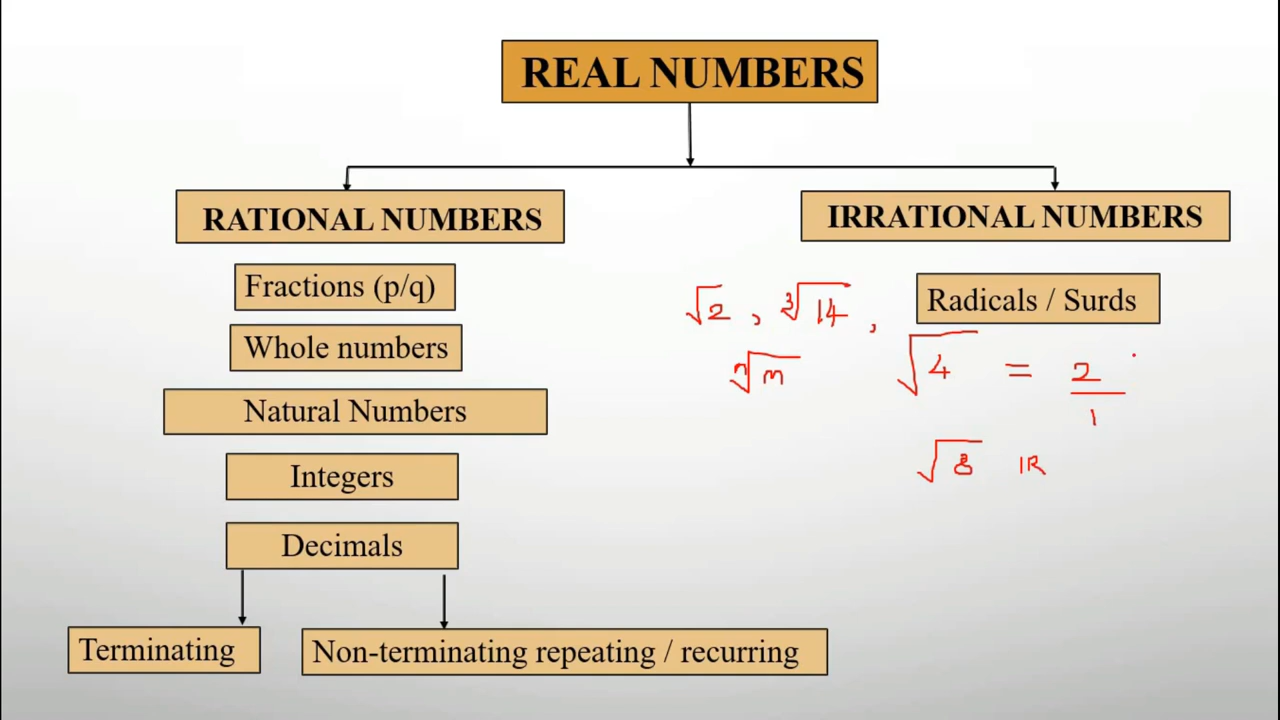 REAL NUMBERS
RATIONAL NUMBERS
IRRATIONAL NUMBERS
Fractions (p/q)
Whole numbers
Natural Numbers
Integers
Decimals
Terminating
Non-terminating repeating / recurring
Radicals / Surds
√2 , ∛14 ,
ⁿ√m
√4 = 2/1
√8 IR